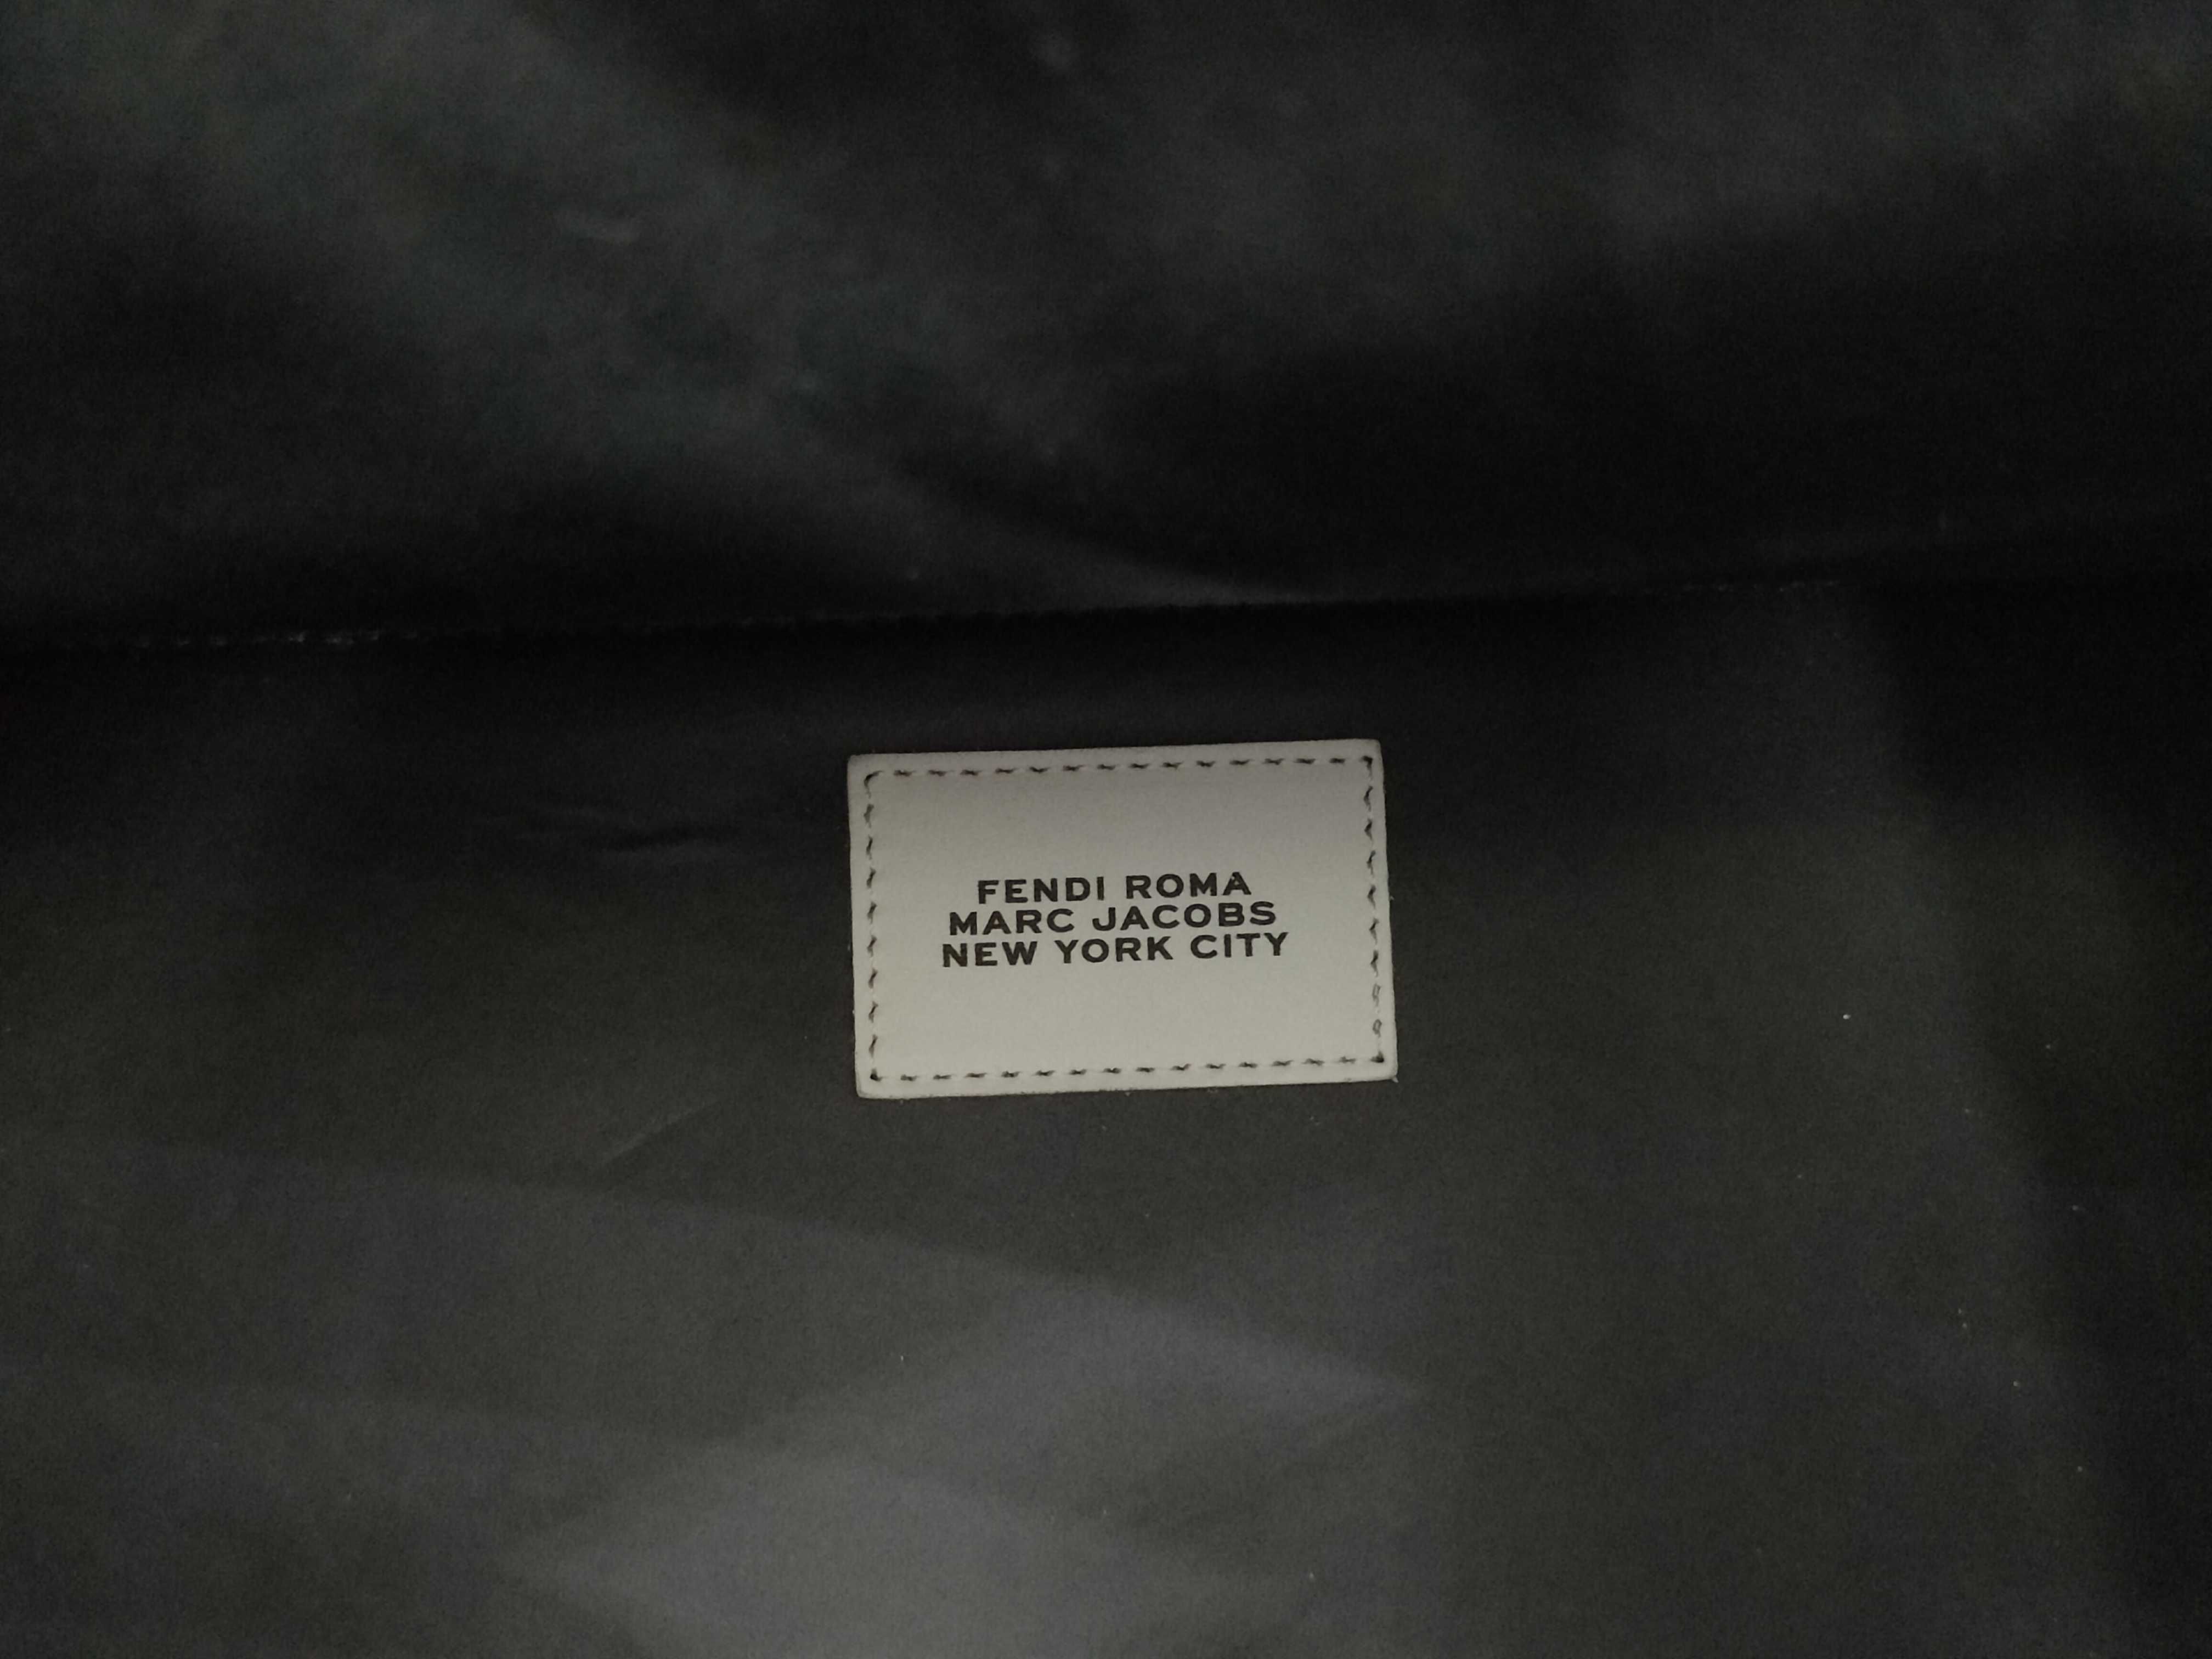 FENDI ROMA
MARC JACOBS
NEW YORK CITY